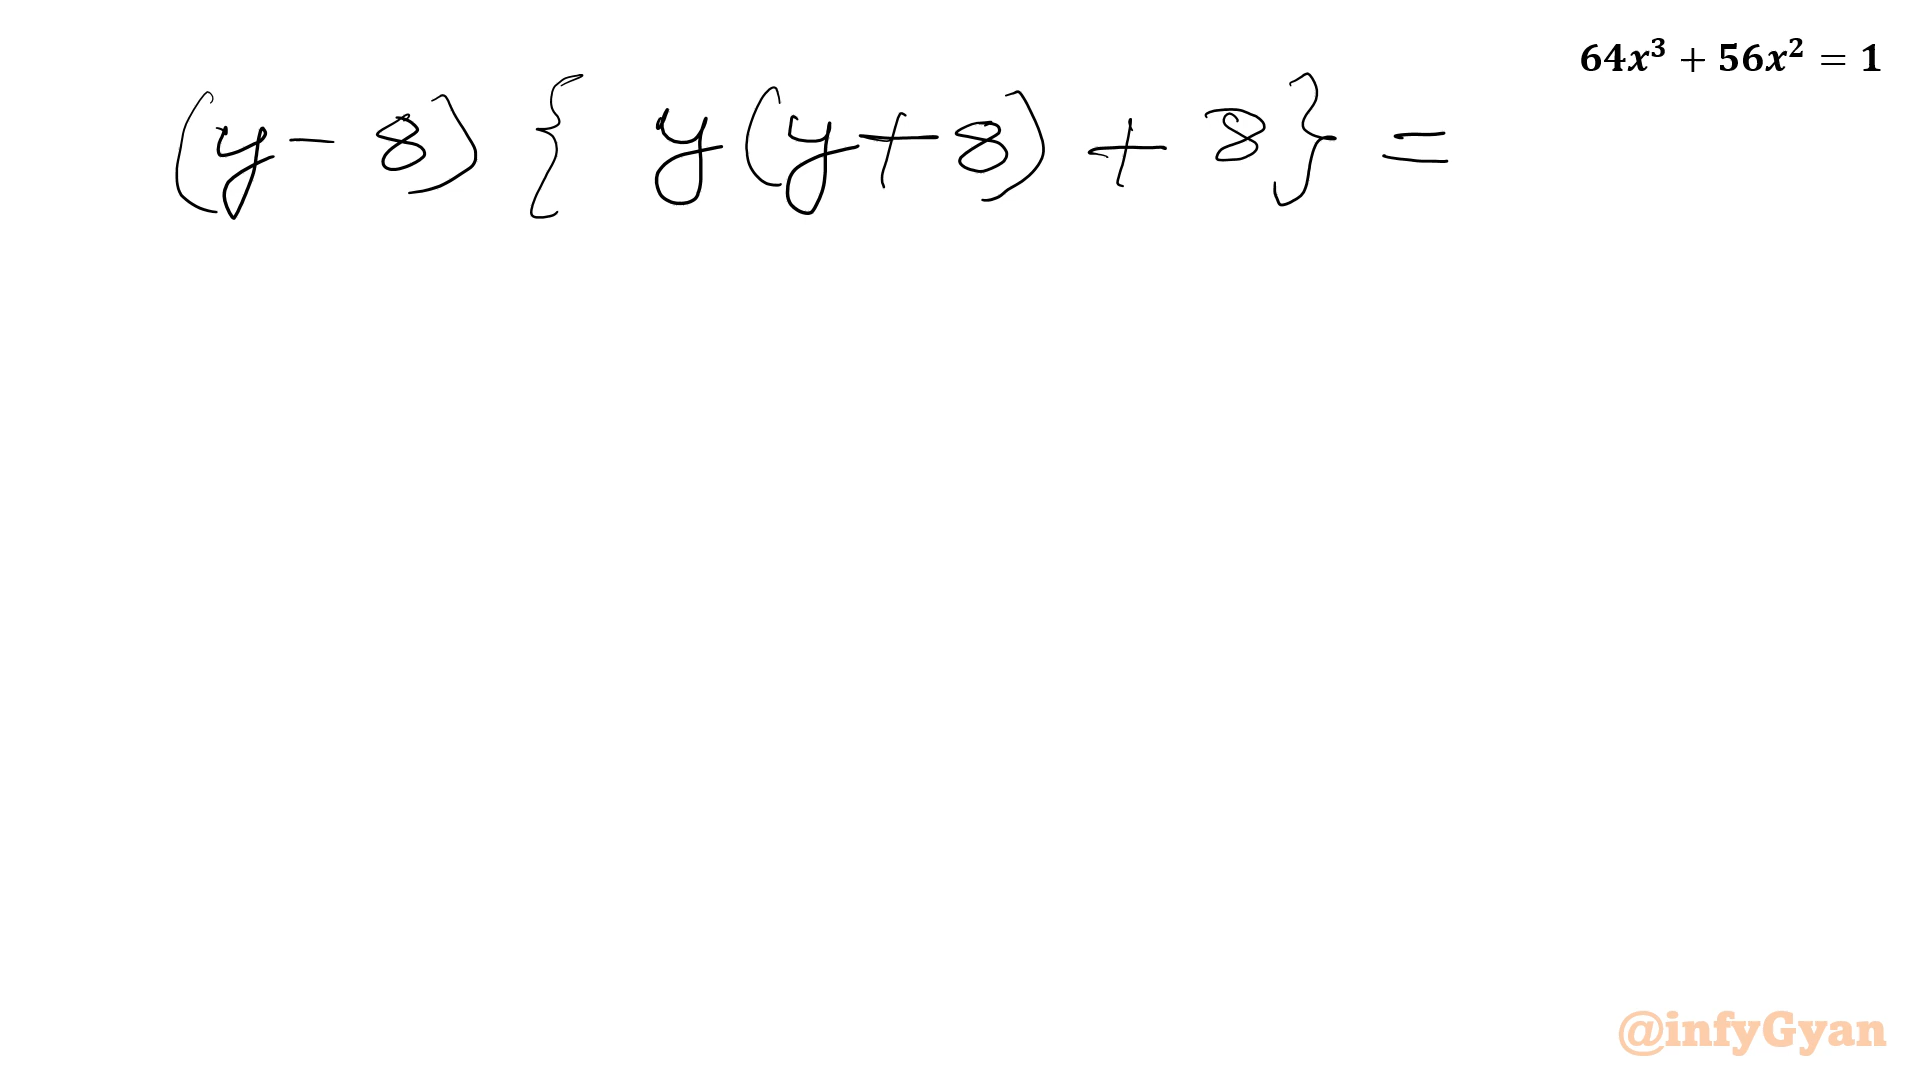 64x³ + 56x² = 1
(y - 8) { y(y + 8) + 8} =
@infyGyan